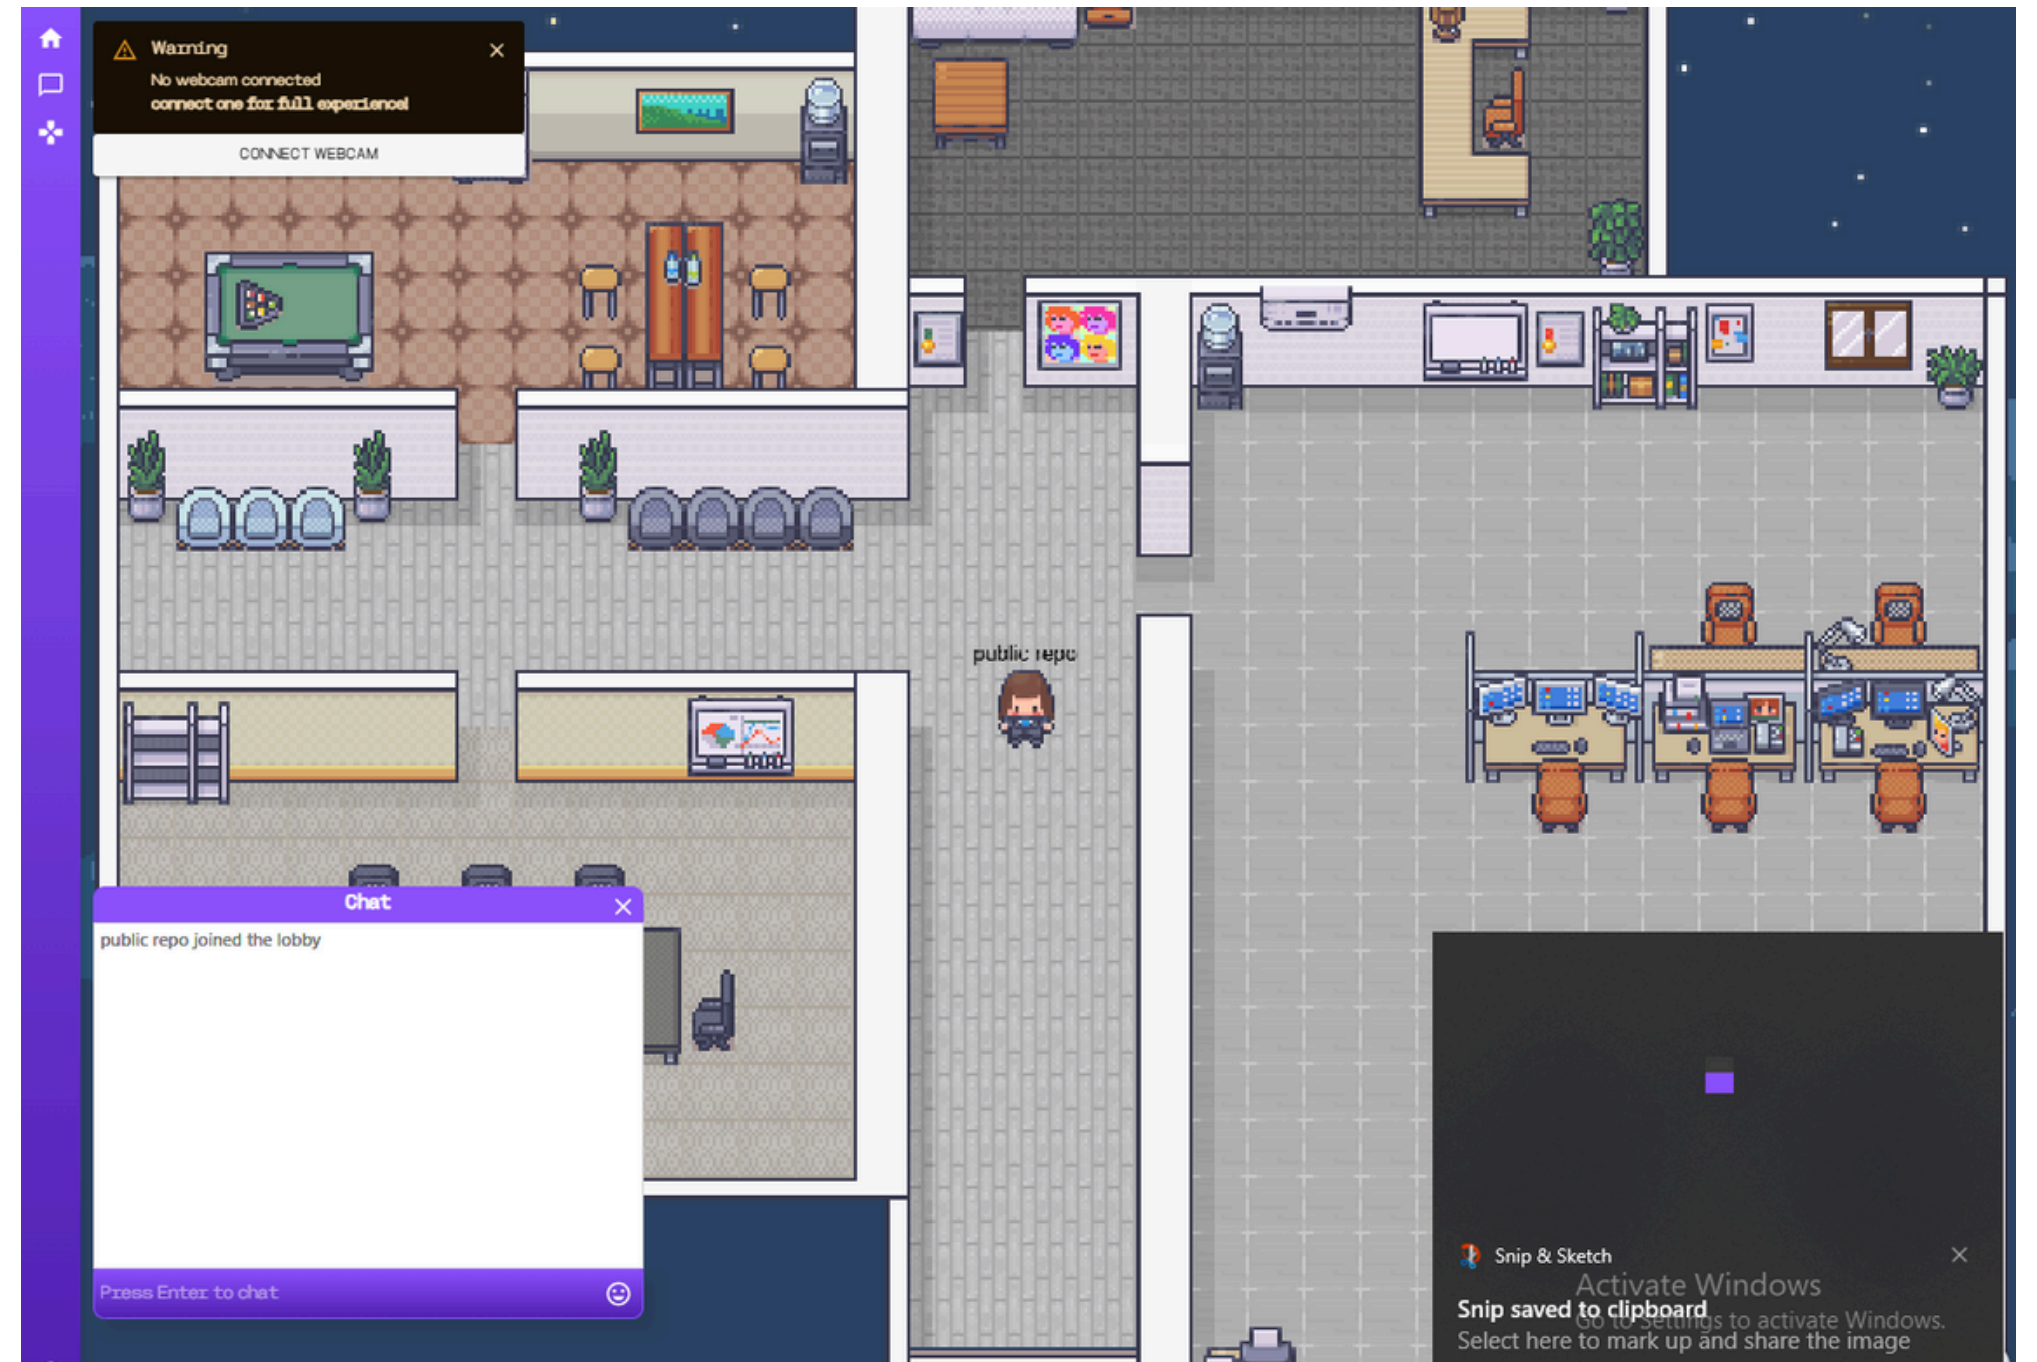 Warning
No webcam connected
connect one for full experience!
CONNECT WEBCAM
public repo
Chat
public repo joined the lobby
Press Enter to chat
Snip & Sketch
Activate Windows
Snip saved to clipboard
Go to Settings to activate Windows.
Select here to mark up and share the image